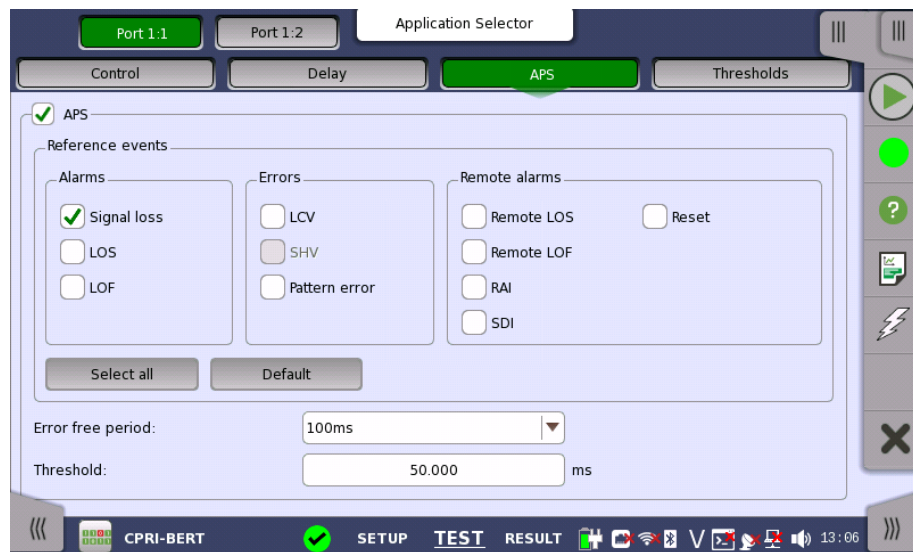 Application Selector
Port 1:1 Port 1:2
Control Delay APS Thresholds
APS
Reference events
Alarms Errors Remote alarms
Signal loss LCV Remote LOS Reset
LOS SHV Remote LOF
LOF Pattern error RAI
SDI
Select all Default
Error free period: 100ms
Threshold: 50.000 ms
CPRI-BERT SETUP TEST RESULT V 13:06